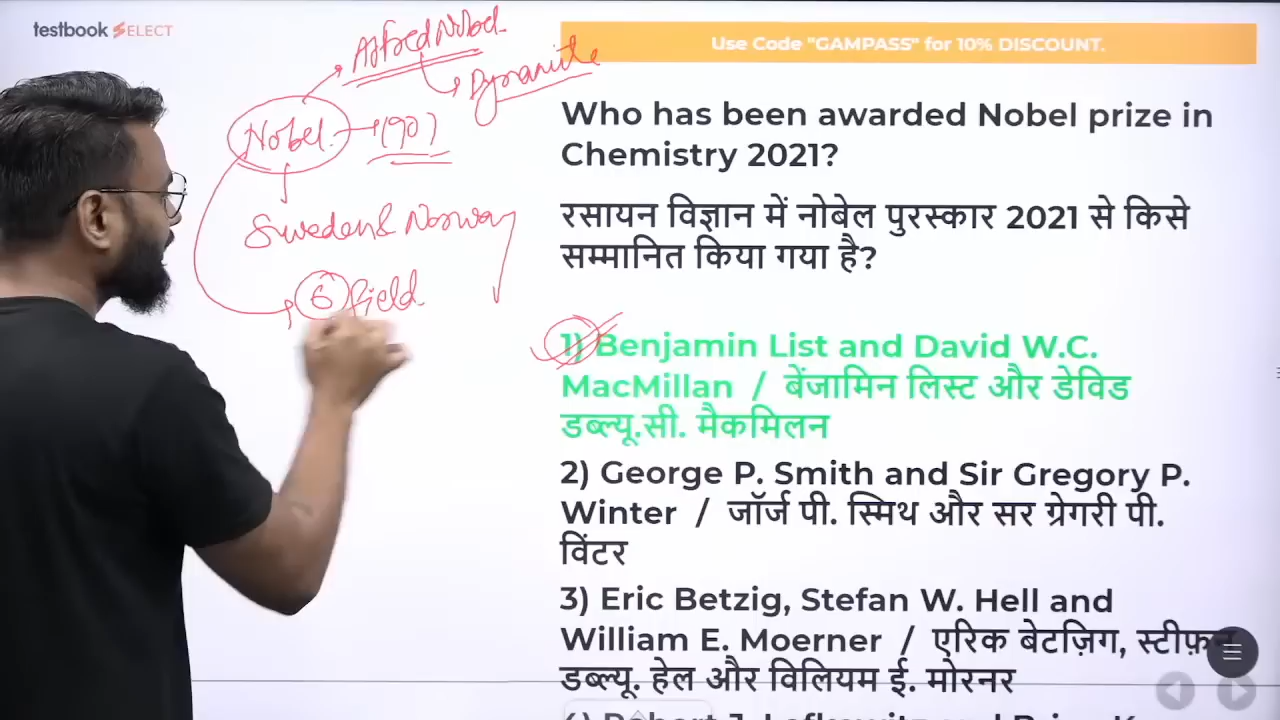 testbook SELECT
Use Code "GAMPASS" for 10% DISCOUNT.
Alfred Nobel
Dynamite
Nobel
1901
Sweden & Norway
6 field
Who has been awarded Nobel prize in
Chemistry 2021?
रसायन विज्ञान में नोबेल पुरस्कार 2021 से किसे
सम्मानित किया गया है?
1) Benjamin List and David W.C.
MacMillan / बेंजामिन लिस्ट और डेविड
डब्ल्यू.सी. मैकमिलन
2) George P. Smith and Sir Gregory P.
Winter / जॉर्ज पी. स्मिथ और सर ग्रेगरी पी.
विंटर
3) Eric Betzig, Stefan W. Hell and
William E. Moerner / एरिक बेटज़िग, स्टीफ़न
डब्ल्यू. हेल और विलियम ई. मोरनर